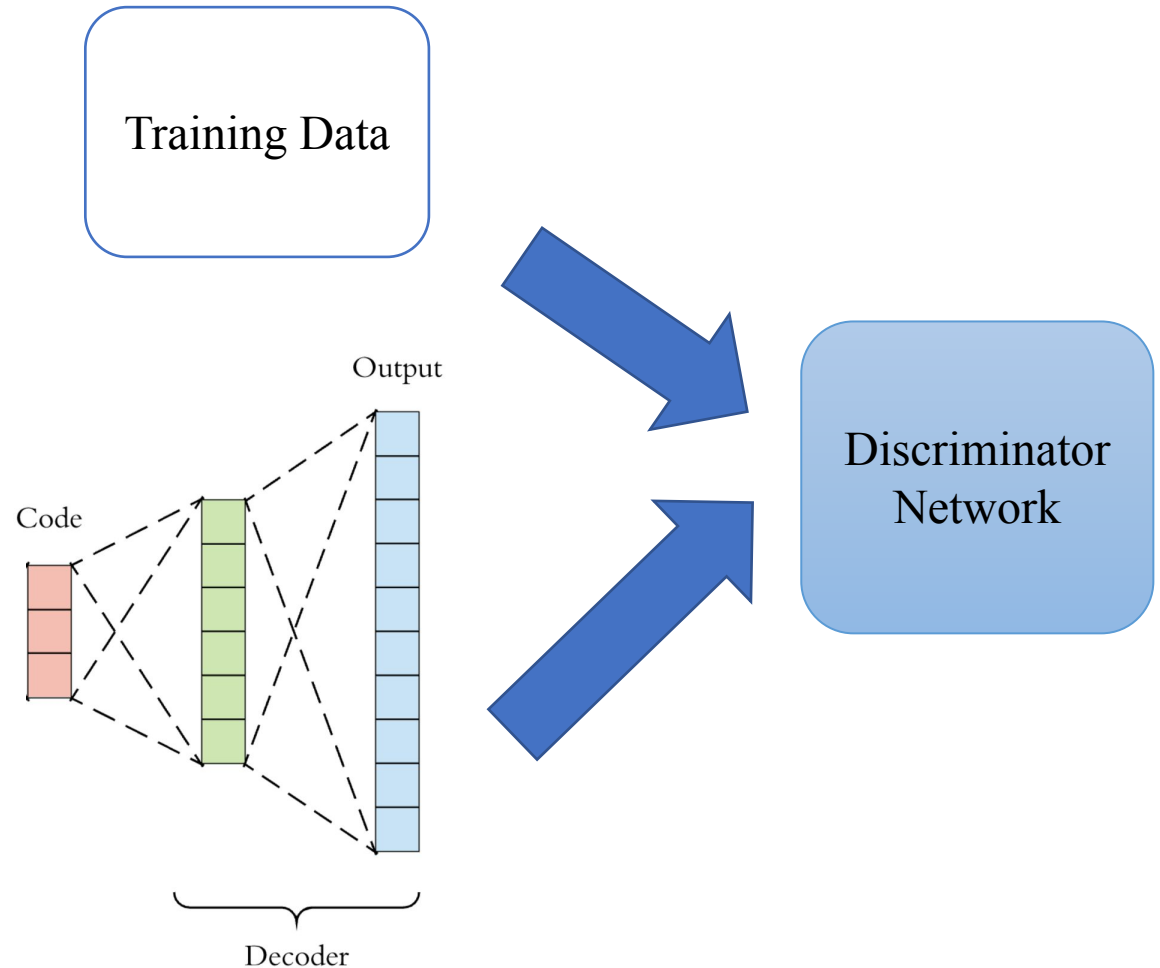 Training Data
Output
Code
Discriminator
Network
Decoder